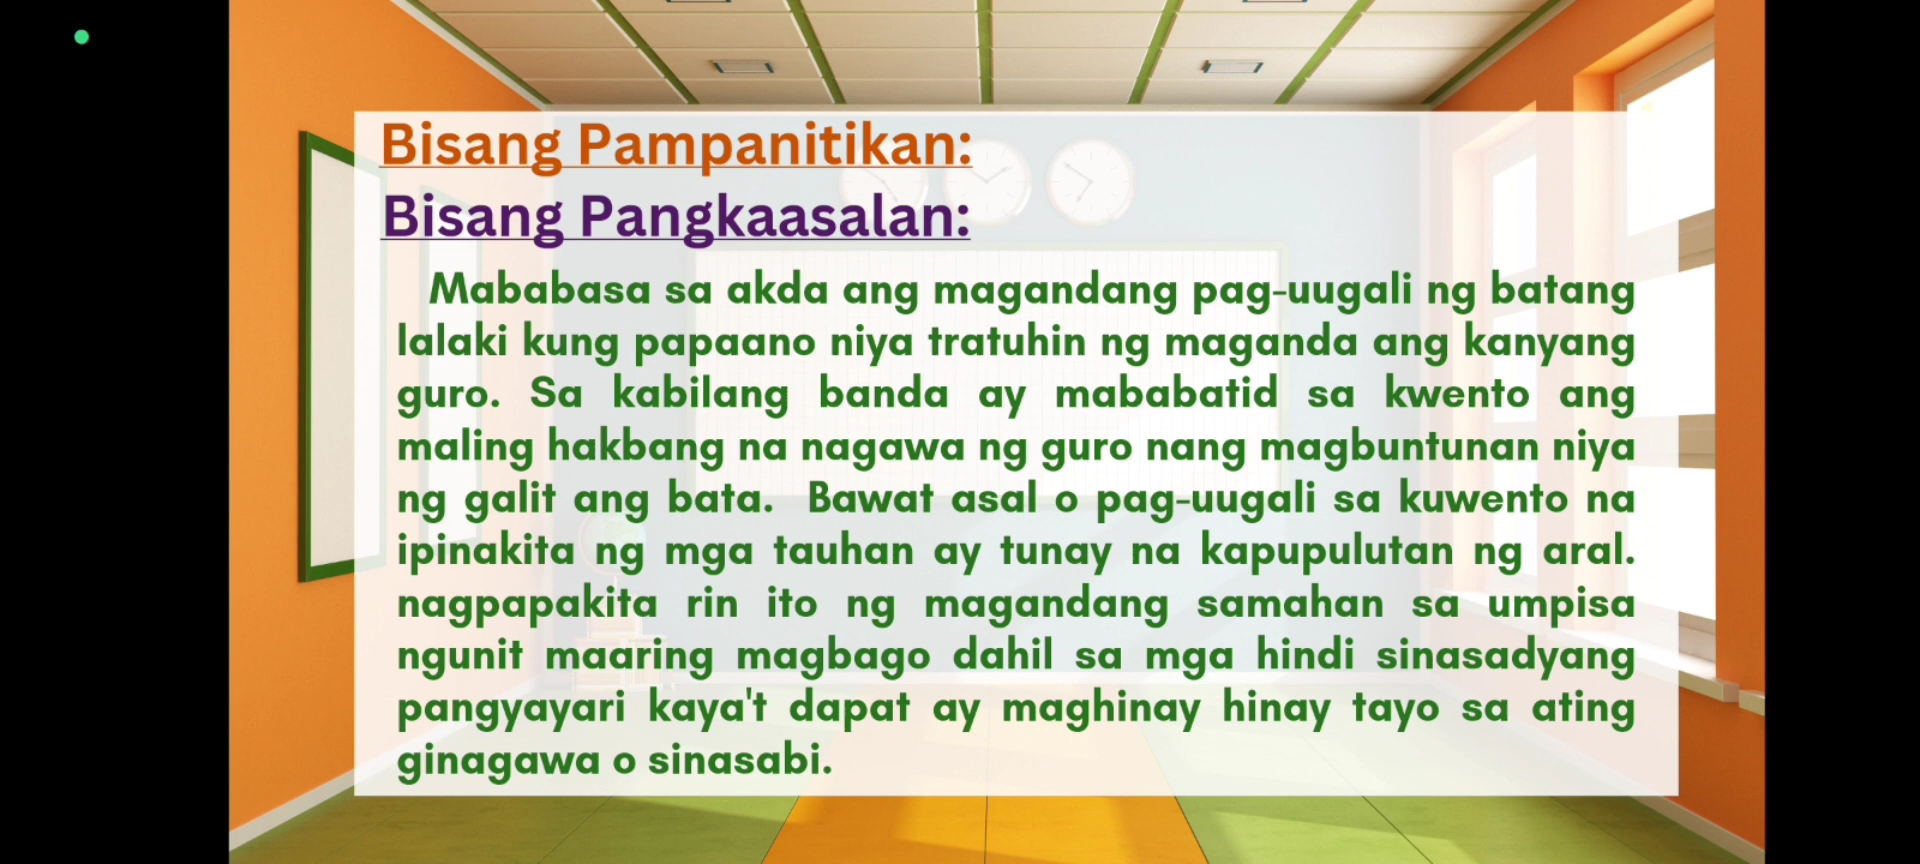 Bisang Pampanitikan:
Bisang Pangkaasalan:
Mababasa sa akda ang magandang pag-uugali ng batang
lalaki kung papaano niya tratuhin ng maganda ang kanyang
guro. Sa kabilang banda ay mababatid sa kwento ang
maling hakbang na nagawa ng guro nang magbuntunan niya
ng galit ang bata. Bawat asal o pag-uugali sa kuwento na
ipinakita ng mga tauhan ay tunay na kapupulutan ng aral.
nagpapakita rin ito ng magandang samahan sa umpisa
ngunit maaring magbago dahil sa mga hindi sinasadyang
pangyayari kaya't dapat ay maghinay hinay tayo sa ating
ginagawa o sinasabi.